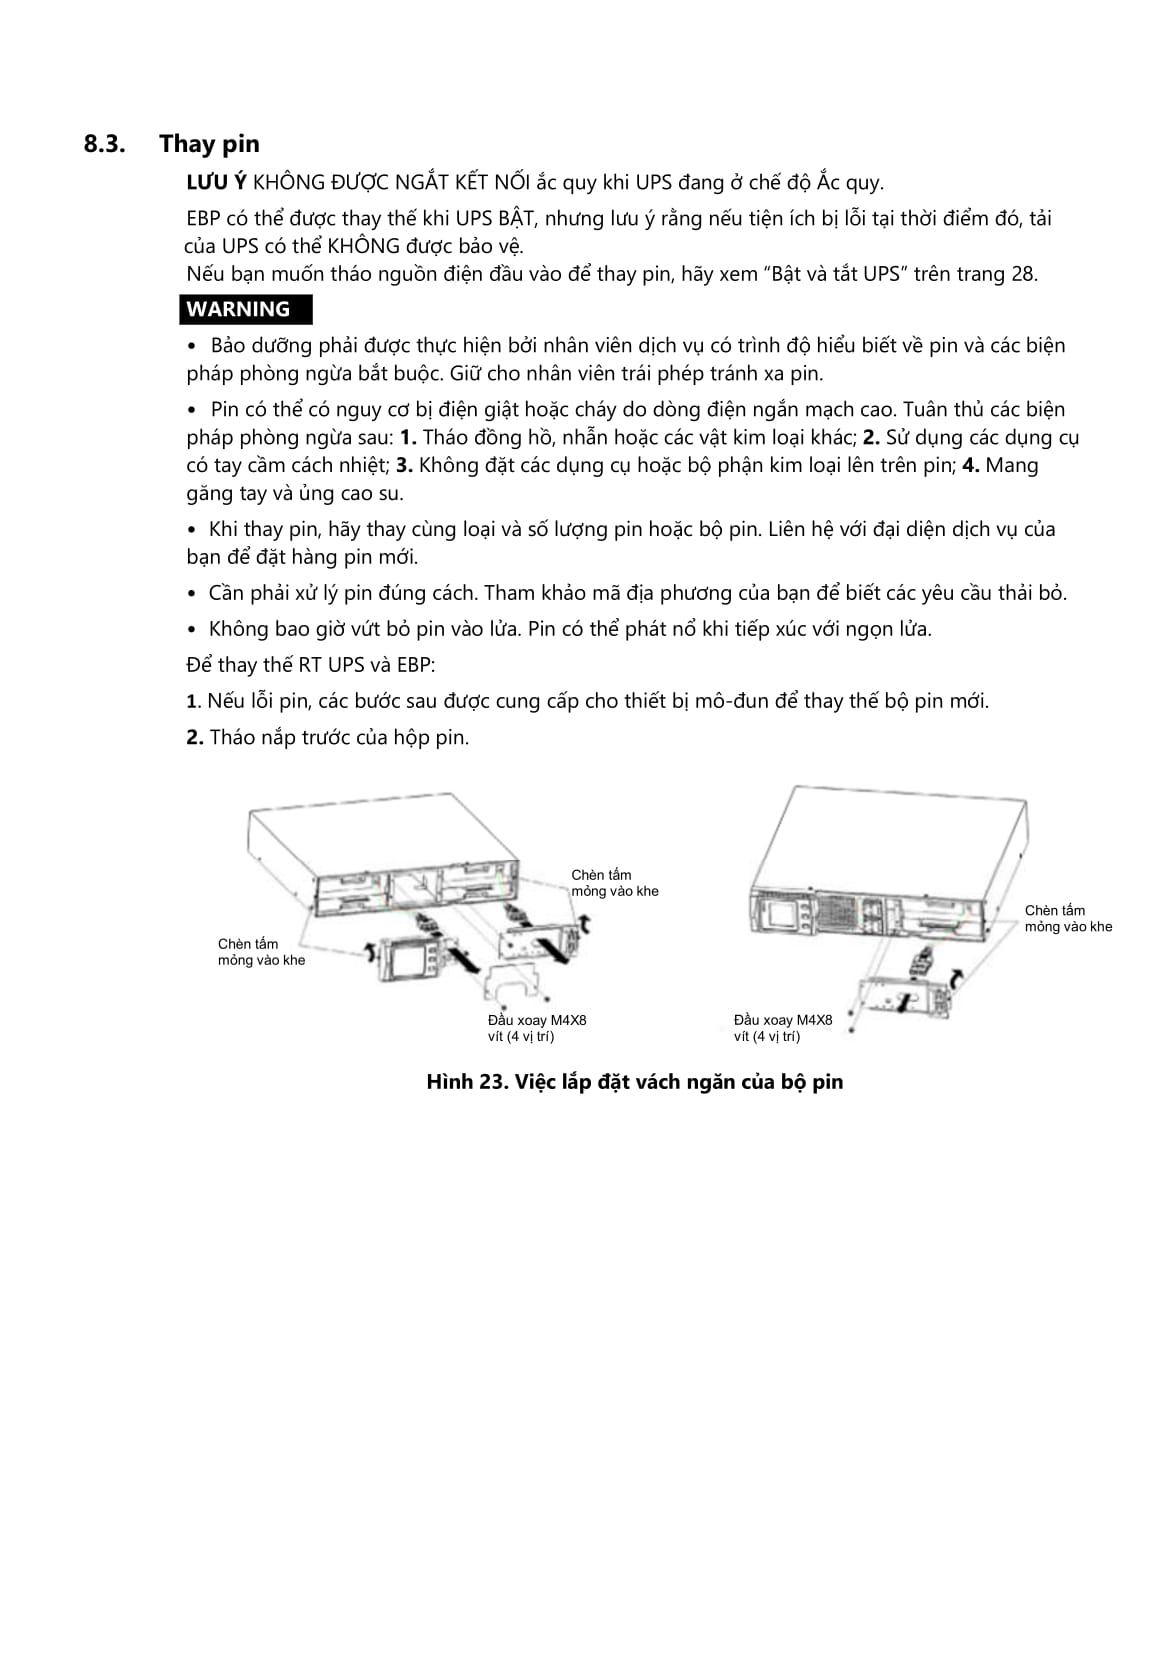 8.3. Thay pin
LƯU Ý KHÔNG ĐƯỢC NGẮT KẾT NỐI ắc quy khi UPS đang ở chế độ Ắc quy.
EBP có thể được thay thế khi UPS BẬT, nhưng lưu ý rằng nếu tiện ích bị lỗi tại thời điểm đó, tải
của UPS có thể KHÔNG được bảo vệ.
Nếu bạn muốn tháo nguồn điện đầu vào để thay pin, hãy xem “Bật và tắt UPS” trên trang 28.
WARNING
• Bảo dưỡng phải được thực hiện bởi nhân viên dịch vụ có trình độ hiểu biết về pin và các biện
pháp phòng ngừa bắt buộc. Giữ cho nhân viên trái phép tránh xa pin.
• Pin có thể có nguy cơ bị điện giật hoặc cháy do dòng điện ngắn mạch cao. Tuân thủ các biện
pháp phòng ngừa sau: 1. Tháo đồng hồ, nhẫn hoặc các vật kim loại khác; 2. Sử dụng các dụng cụ
có tay cầm cách nhiệt; 3. Không đặt các dụng cụ hoặc bộ phận kim loại lên trên pin; 4. Mang
găng tay và ủng cao su.
• Khi thay pin, hãy thay cùng loại và số lượng pin hoặc bộ pin. Liên hệ với đại diện dịch vụ của
bạn để đặt hàng pin mới.
• Cần phải xử lý pin đúng cách. Tham khảo mã địa phương của bạn để biết các yêu cầu thải bỏ.
• Không bao giờ vứt bỏ pin vào lửa. Pin có thể phát nổ khi tiếp xúc với ngọn lửa.
Để thay thế RT UPS và EBP:
1. Nếu lỗi pin, các bước sau được cung cấp cho thiết bị mô-đun để thay thế bộ pin mới.
2. Tháo nắp trước của hộp pin.
Chèn tấm
mỏng vào khe
Chèn tấm
mỏng vào khe
Đầu xoay M4X8
vít (4 vị trí)
Chèn tấm
mỏng vào khe
Đầu xoay M4X8
vít (4 vị trí)
Hình 23. Việc lắp đặt vách ngăn của bộ pin